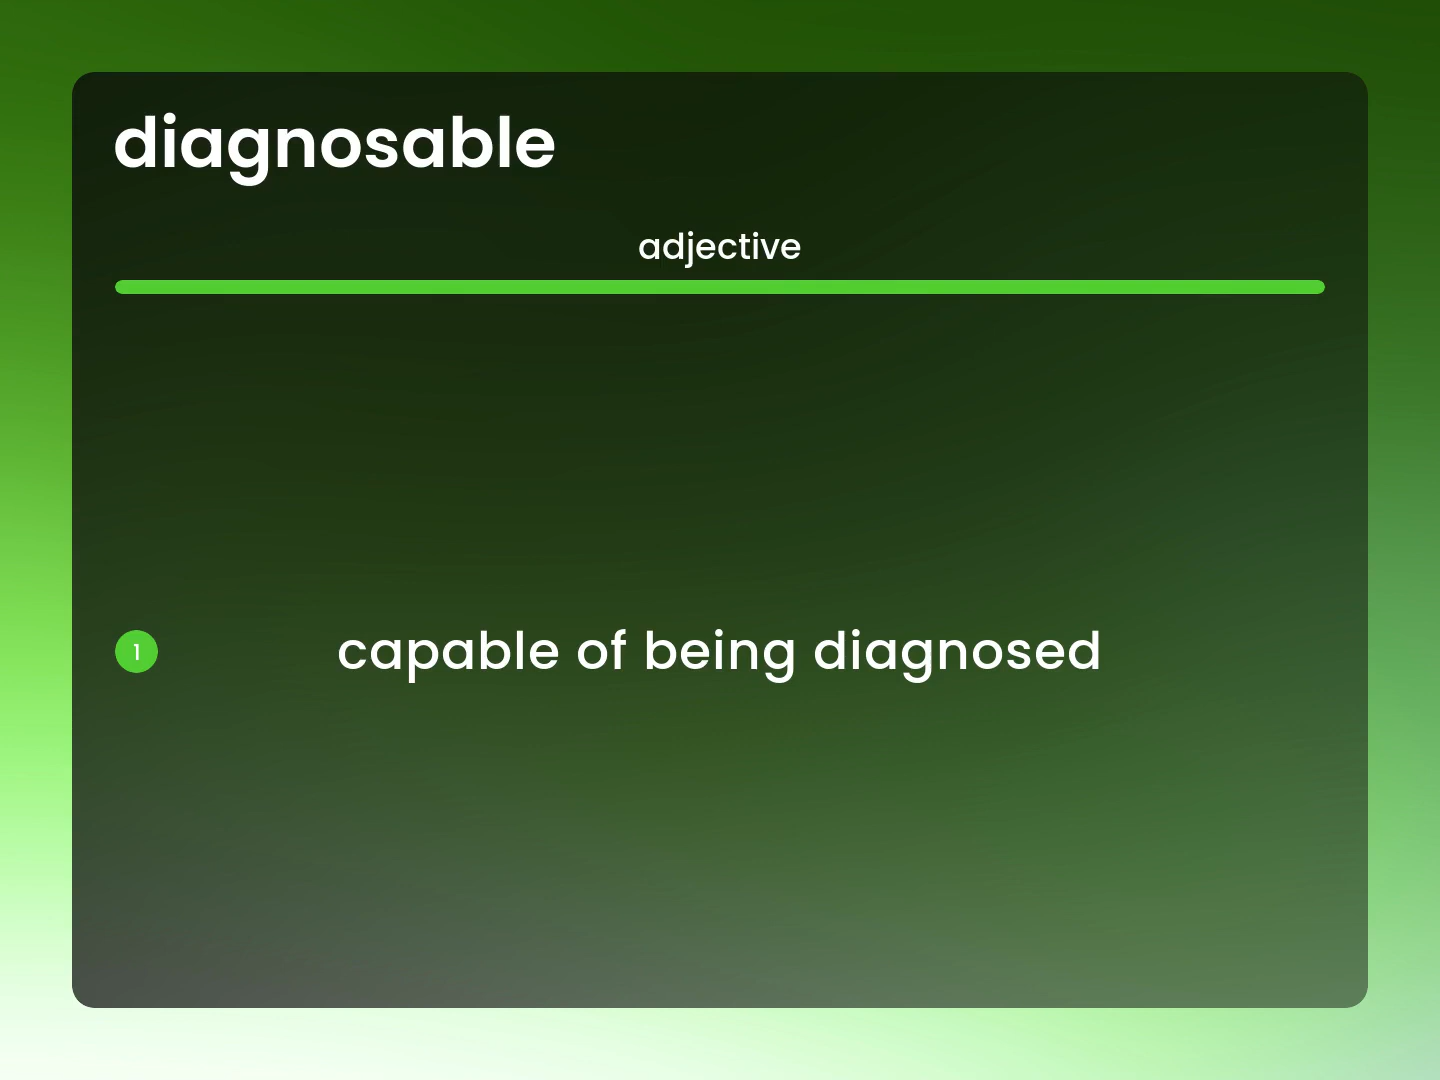 diagnosable
adjective
1 capable of being diagnosed